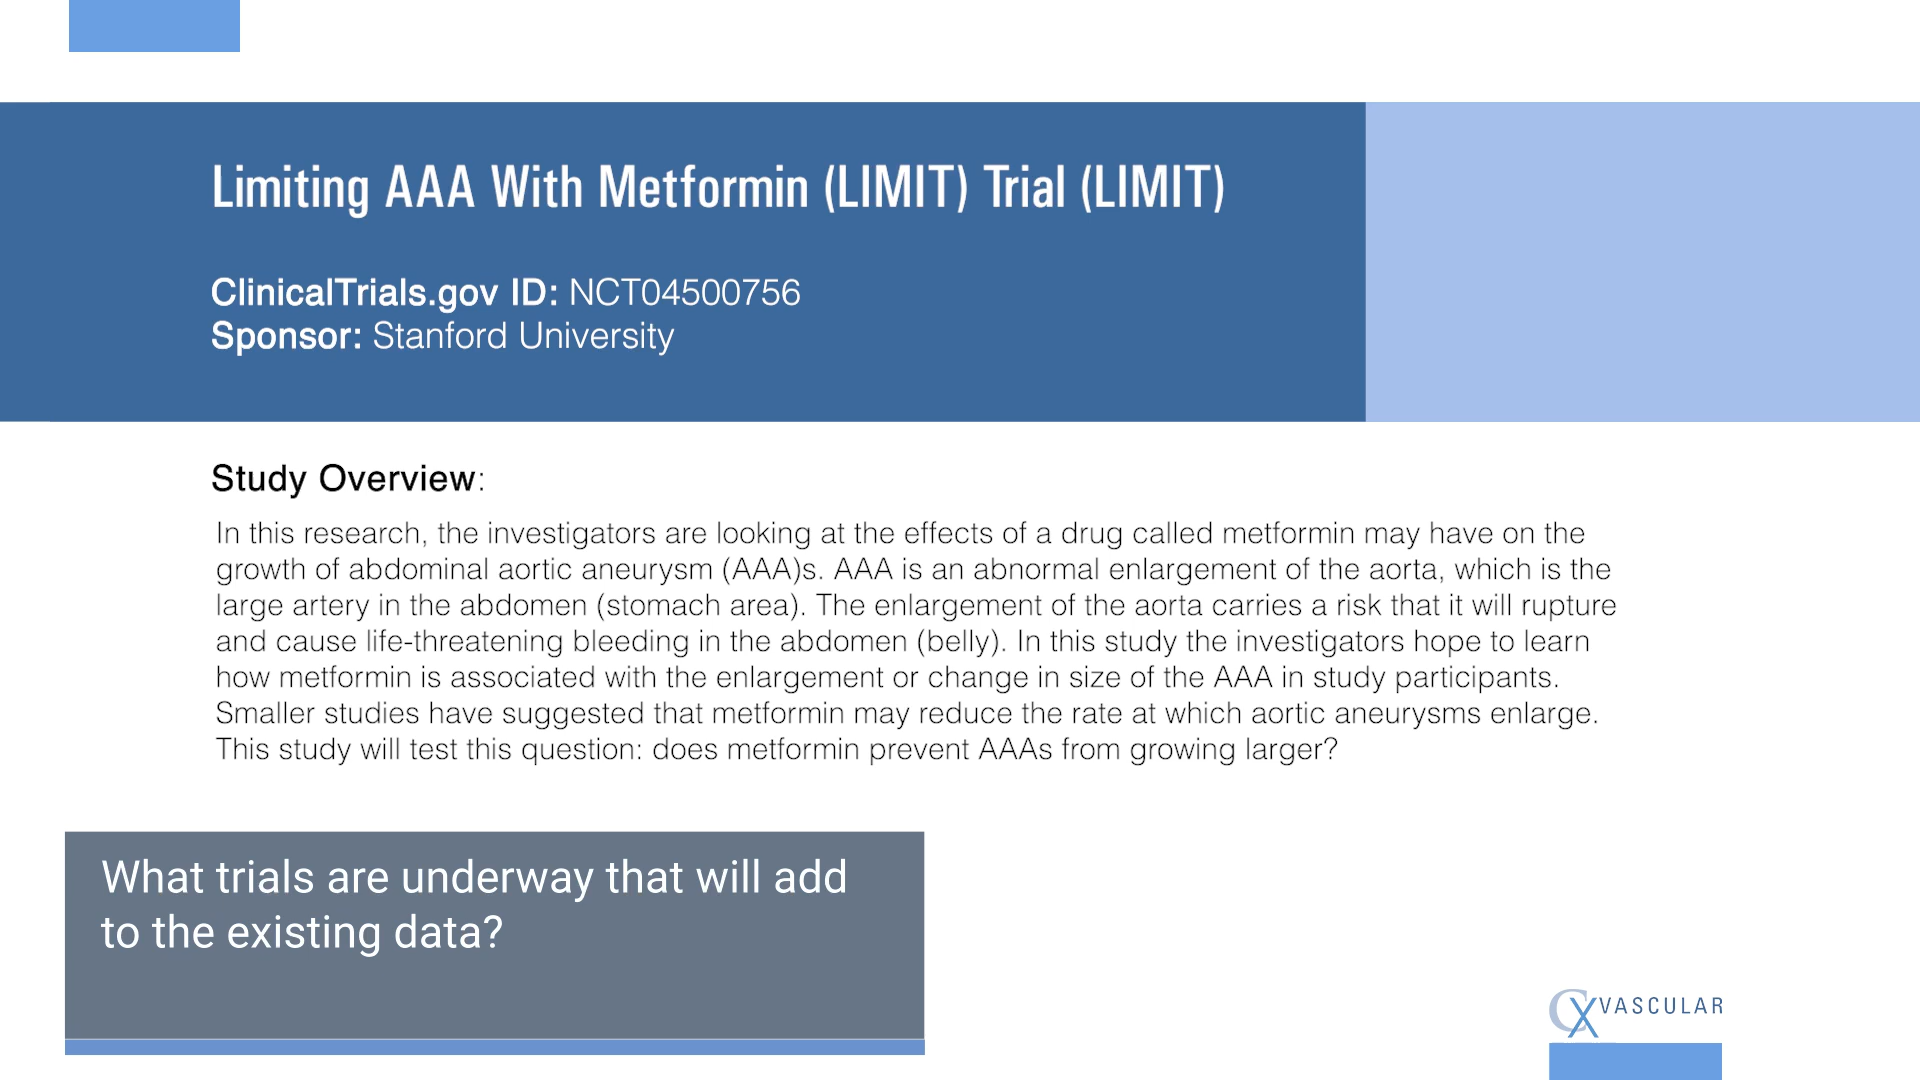 Limiting AAA With Metformin (LIMIT) Trial (LIMIT)
ClinicalTrials.gov ID: NCT04500756
Sponsor: Stanford University
Study Overview:
In this research, the investigators are looking at the effects of a drug called metformin may have on the
growth of abdominal aortic aneurysm (AAA)s. AAA is an abnormal enlargement of the aorta, which is the
large artery in the abdomen (stomach area). The enlargement of the aorta carries a risk that it will rupture
and cause life-threatening bleeding in the abdomen (belly). In this study the investigators hope to learn
how metformin is associated with the enlargement or change in size of the AAA in study participants.
Smaller studies have suggested that metformin may reduce the rate at which aortic aneurysms enlarge.
This study will test this question: does metformin prevent AAAs from growing larger?
What trials are underway that will add
to the existing data?
CX VASCULAR